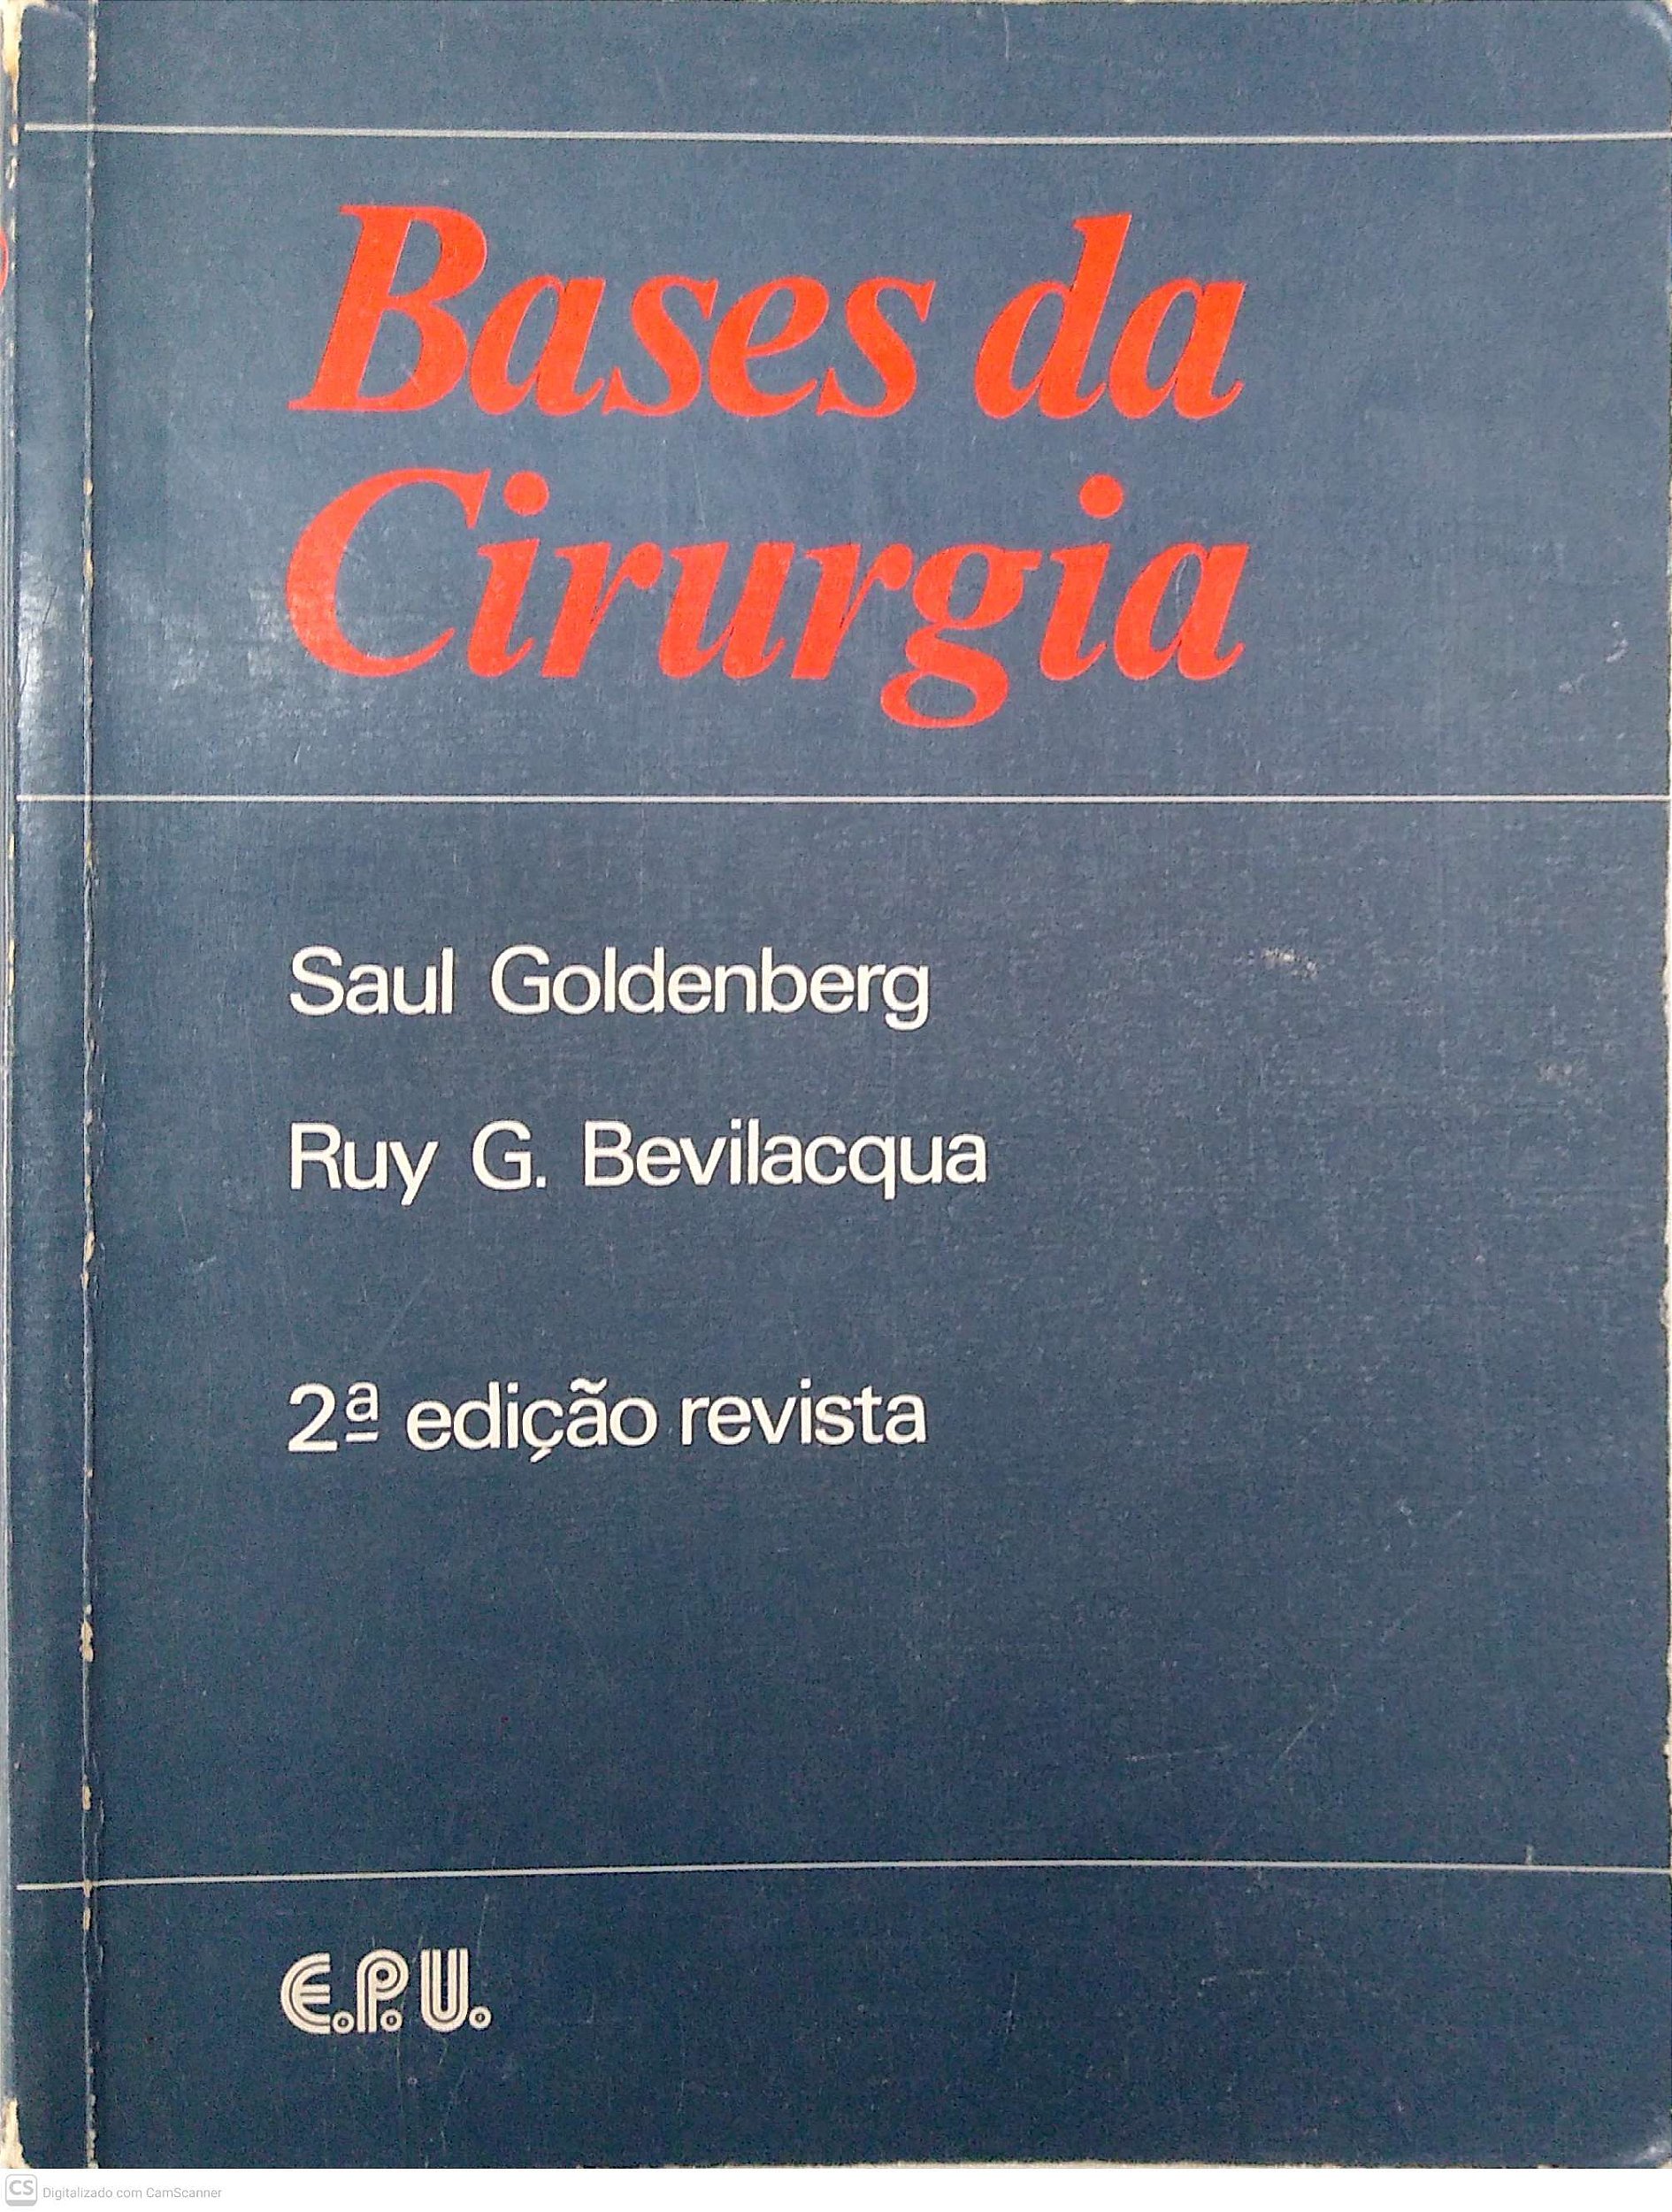 Bases da
Cirurgia
Saul Goldenberg
Ruy G. Bevilacqua
2ª edição revista
E.P.U.
CS Digitalizado com CamScanner